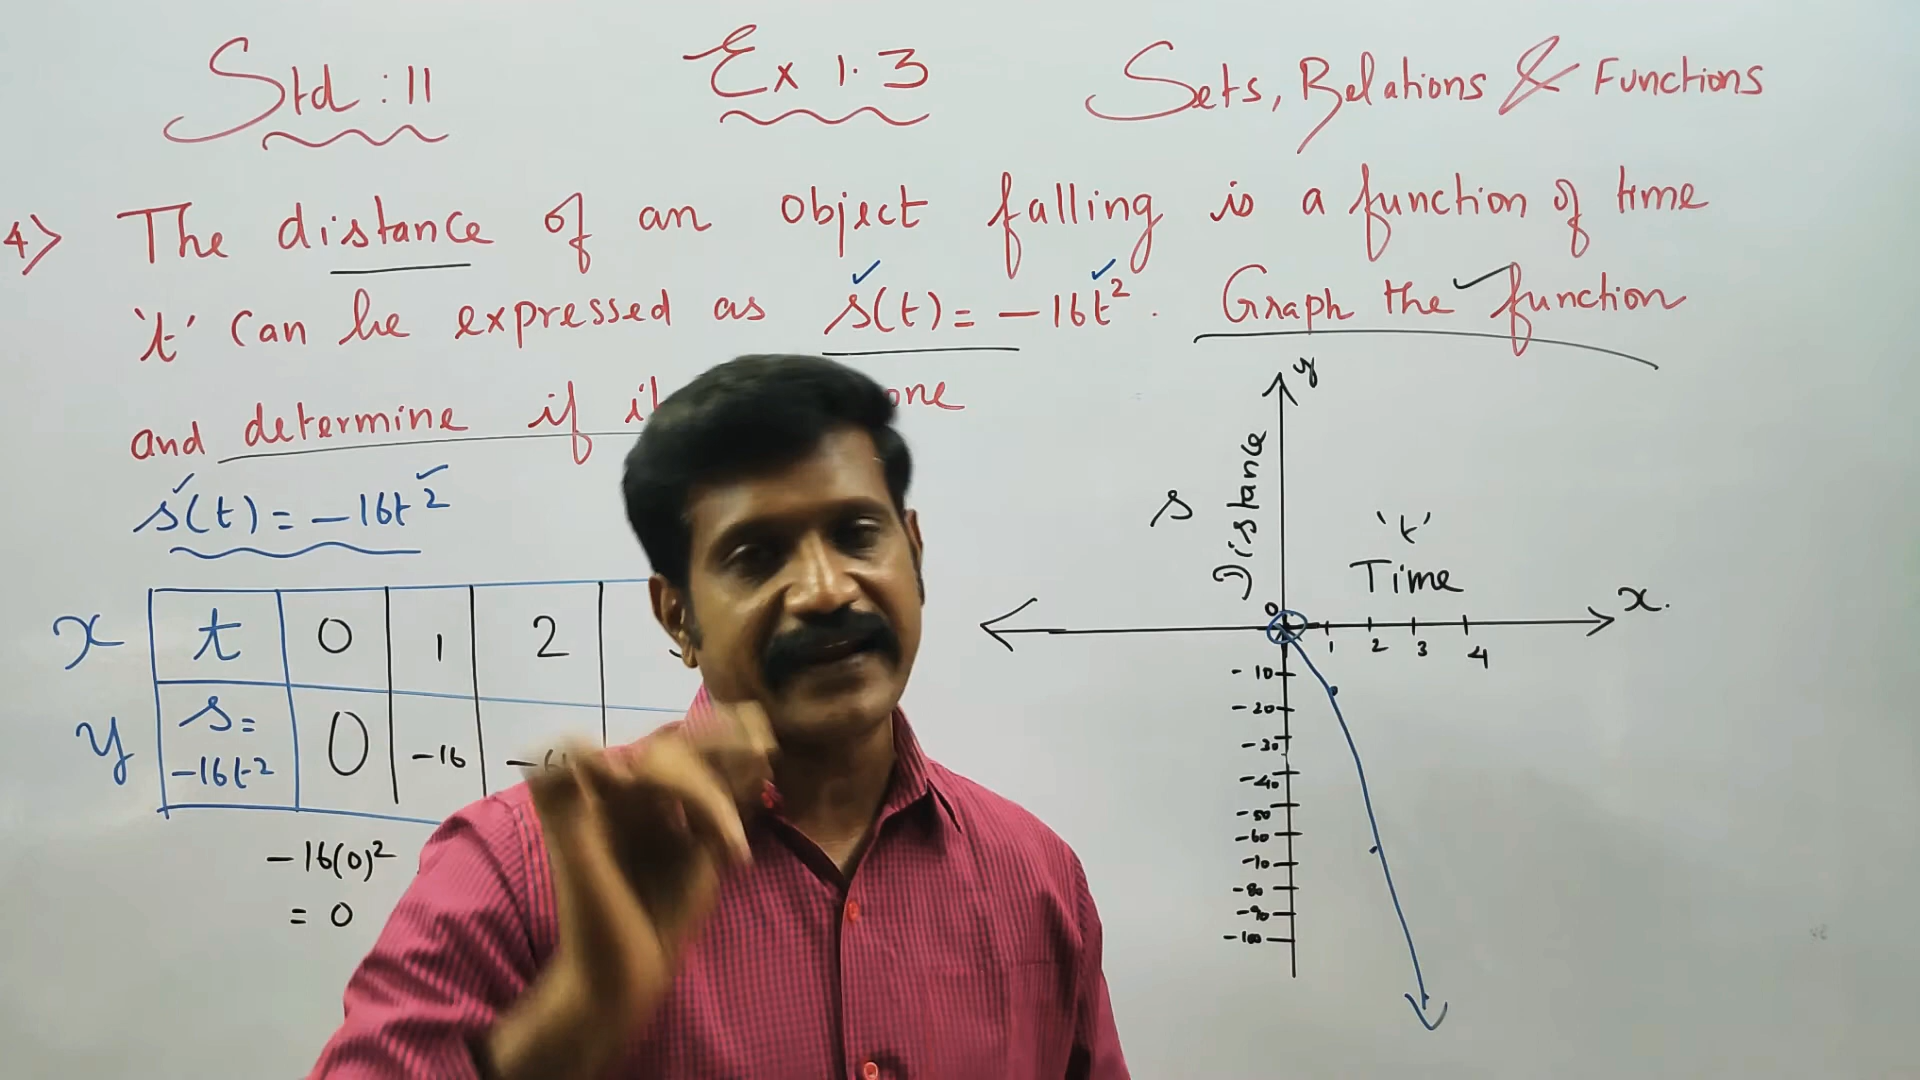 Std : 11 Ex 1.3 Sets, Relations & Functions
4) The distance of an object falling is a function of time
't' can be expressed as s(t) = -16t². Graph the function
and determine if it one
s(t) = -16t²
x t 0 1 2
y s = -16t² 0 -16
-16(0)²
= 0
y
Distance
s
't'
Time
x.
0
1 2 3 4
-10
-20
-30
-40
-50
-60
-70
-80
-90
-100